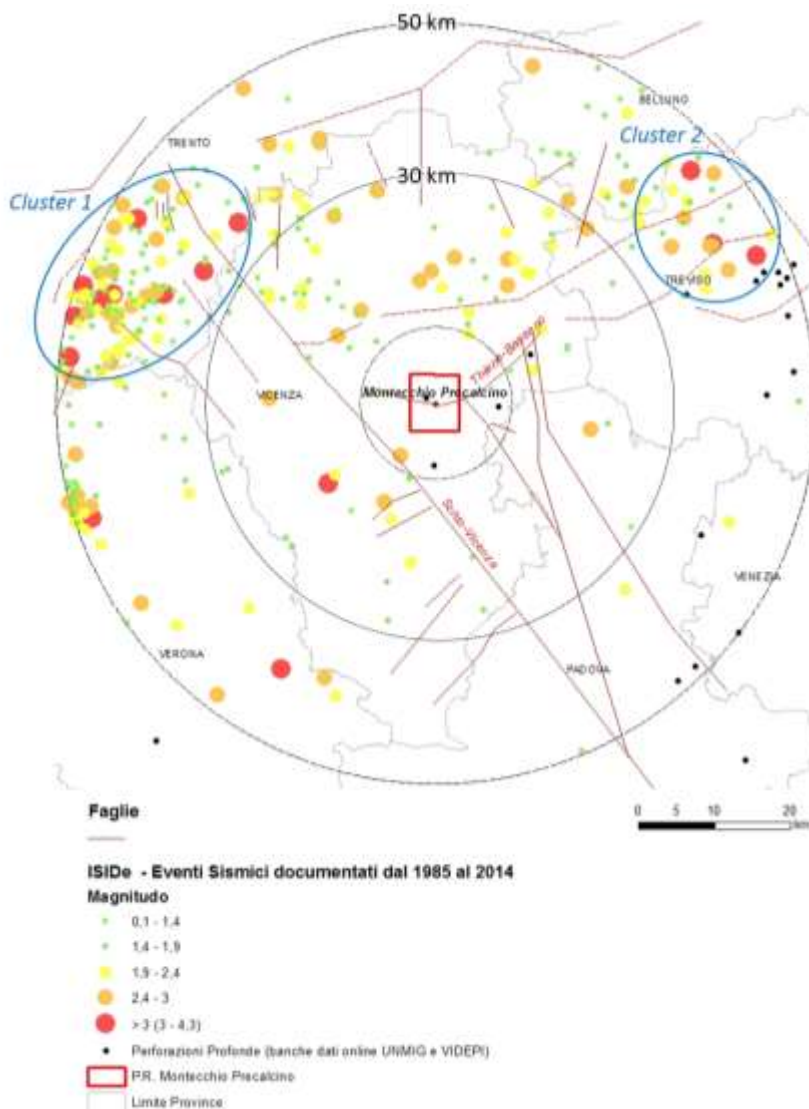 50 km
BELLUNO
Cluster 2
TRENTO
30 km
Cluster 1
TREVISO
Thiene-Bassano
Montecchio Precalcino
VICENZA
Schio-Vicenza
VENEZIA
VERONA
PADOVA
Faglie
0 5 10 20
km
ISIDe - Eventi Sismici documentati dal 1985 al 2014
Magnitudo
0,1 - 1,4
1,4 - 1,9
1,9 - 2,4
2,4 - 3
> 3 (3 - 4,3)
Perforazioni Profonde (banche dati online UNMIG e VIDEPI)
P.R. Montecchio Precalcino
Limite Province